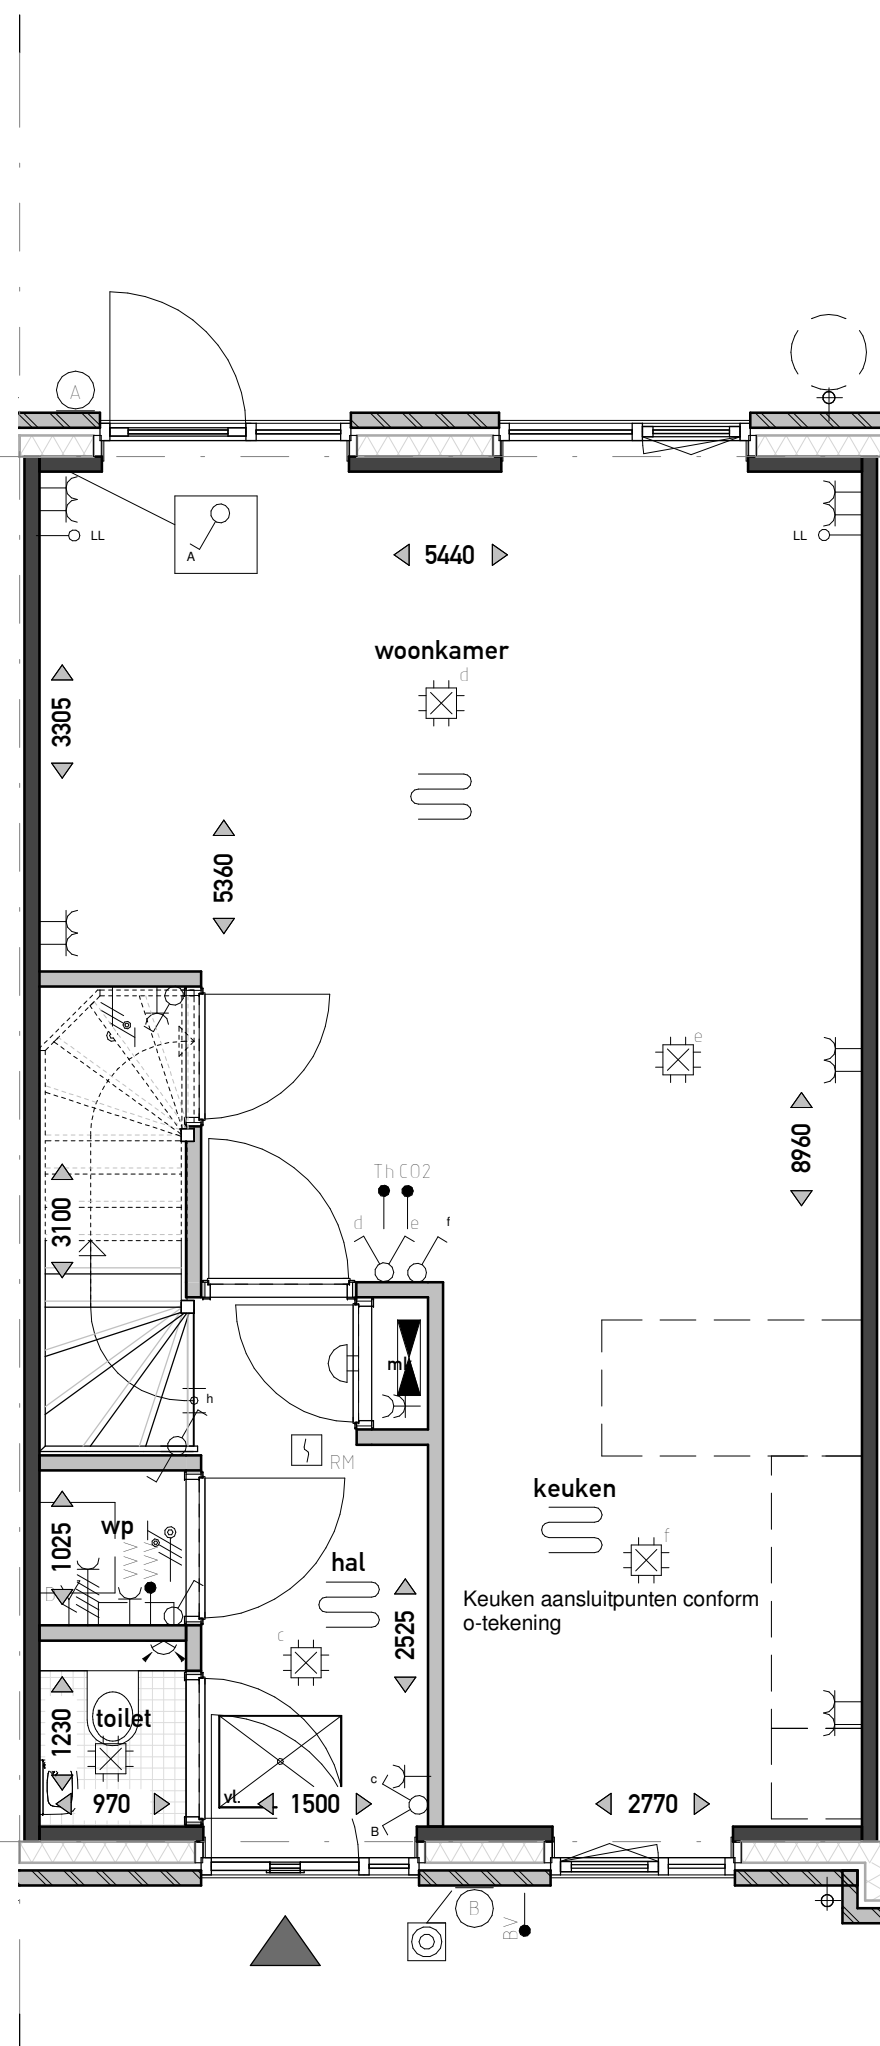 A
LL
A
LL
5440
woonkamer
d
3305
5360
e
8960
Th CO2
d
e
f
3100
mk
h
RM
keuken
f
wp
1025
hal
Keuken aansluitpunten conform
o-tekening
2525
c
toilet
1230
970
vl.
1500
c
B
2770
B
BV